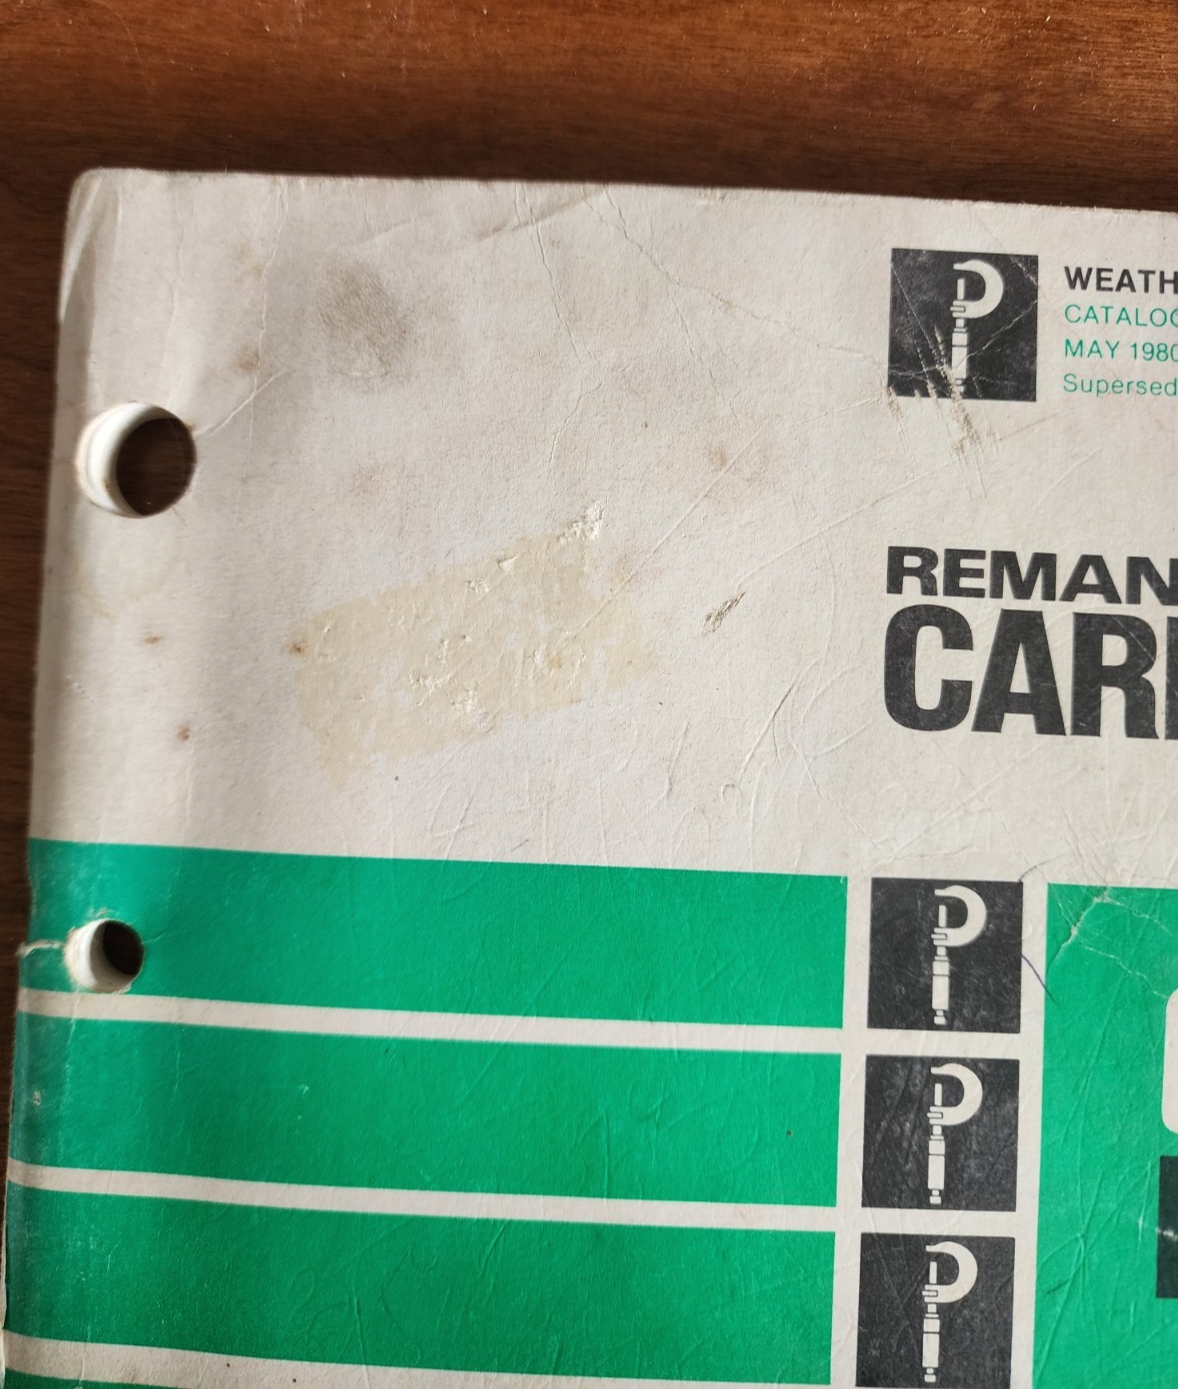 WEATH
CATALOG
MAY 1980
Supersed
REMAN
CAR